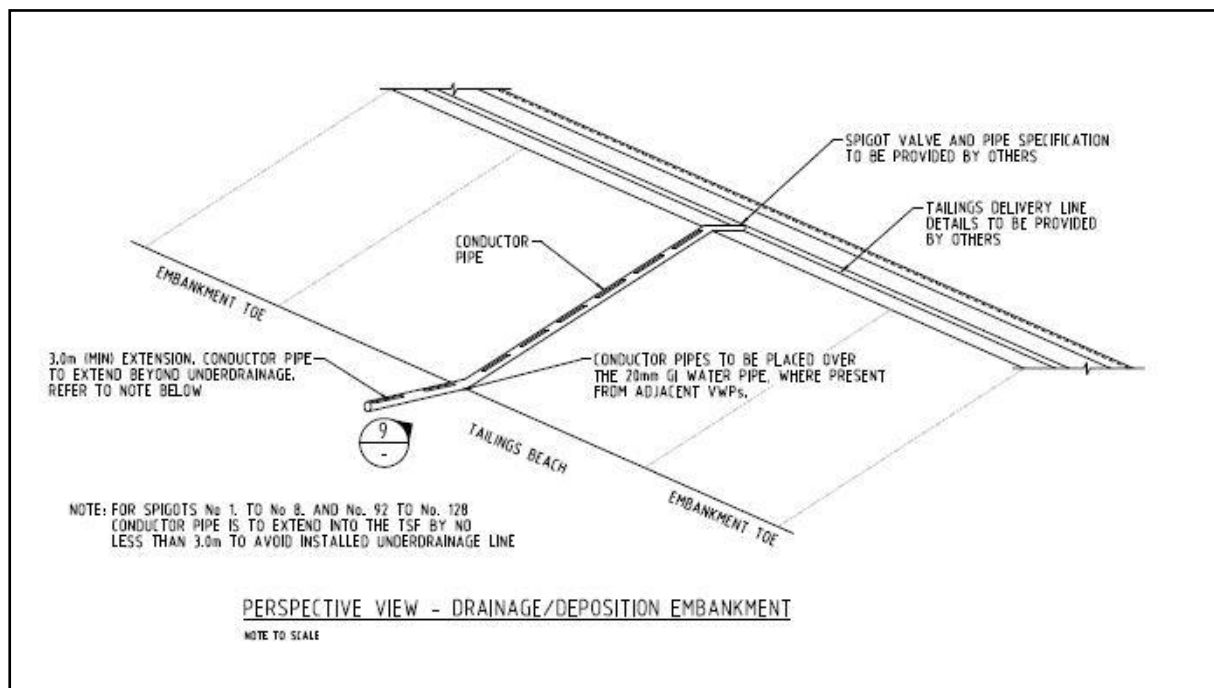 SPIGOT VALVE AND PIPE SPECIFICATION
TO BE PROVIDED BY OTHERS
TAILINGS DELIVERY LINE
DETAILS TO BE PROVIDED
BY OTHERS
CONDUCTOR
PIPE
EMBANKMENT TOE
3.0m (MIN) EXTENSION. CONDUCTOR PIPE
TO EXTEND BEYOND UNDERDRAINAGE.
REFER TO NOTE BELOW
CONDUCTOR PIPES TO BE PLACED OVER
THE 20mm GI WATER PIPE, WHERE PRESENT
FROM ADJACENT VWPs.
9
-
TAILINGS BEACH
EMBANKMENT TOE
NOTE: FOR SPIGOTS No 1. TO No 8. AND No. 92 TO No. 128
CONDUCTOR PIPE IS TO EXTEND INTO THE TSF BY NO
LESS THAN 3.0m TO AVOID INSTALLED UNDERDRAINAGE LINE
PERSPECTIVE VIEW - DRAINAGE/DEPOSITION EMBANKMENT
NOTE TO SCALE